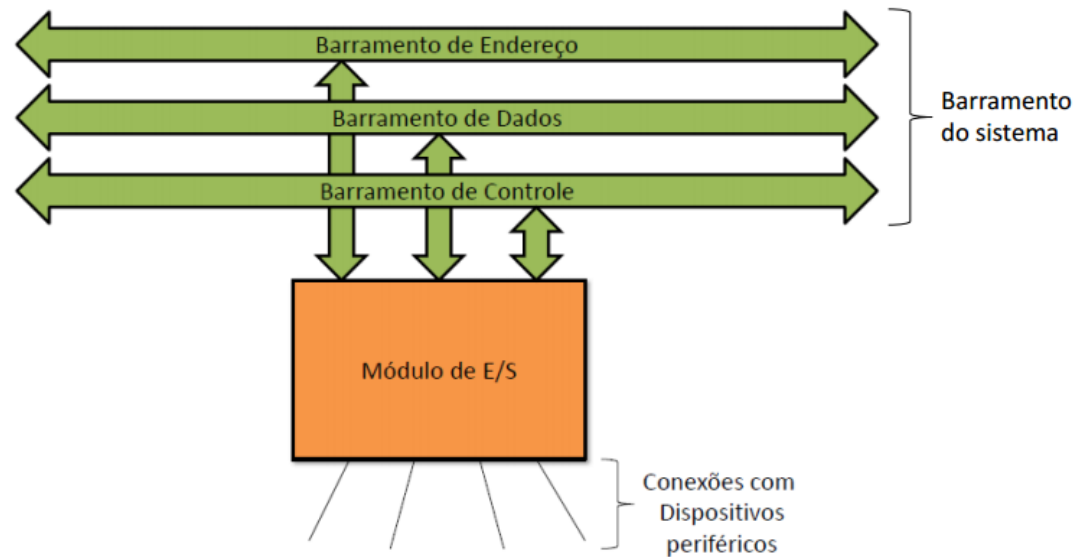 Barramento de Endereço
Barramento de Dados
Barramento de Controle
Barramento
do sistema
Módulo de E/S
Conexões com
Dispositivos
periféricos